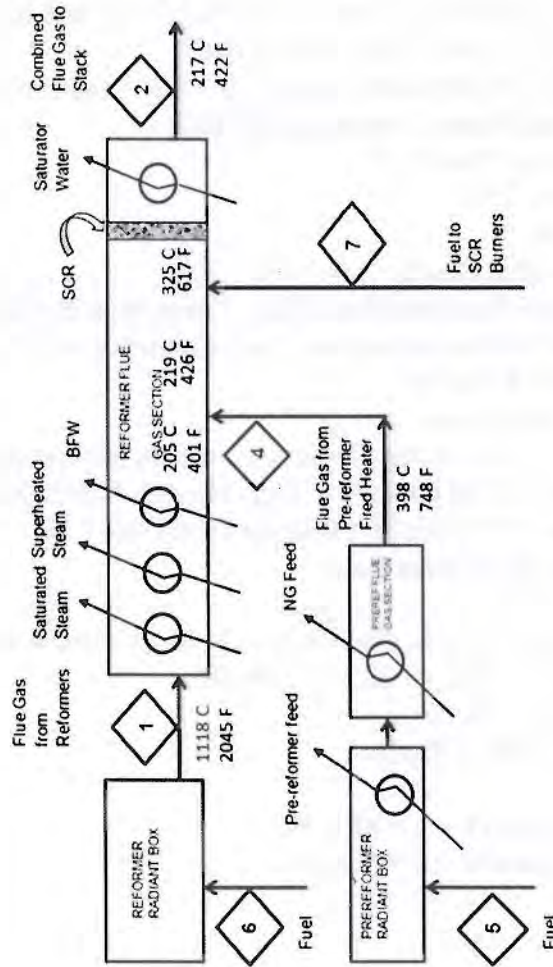 Flue Gas
from
Reformers
Saturated
Steam
Superheated
Steam
BFW
SCR
Saturator
Water
Combined
Flue Gas to
Stack
REFORMER
RADIANT BOX
1
1118 C
2045 F
REFORMER FLUE
GAS SECTION
205 C
401 F
219 C
426 F
325 C
617 F
2
217 C
422 F
6
Fuel
Pre-reformer feed
NG Feed
4
Flue Gas from
Pre-reformer
Fired Heater
398 C
748 F
7
Fuel to
SCR
Burners
PREREFORMER
RADIANT BOX
PREREF FLUE
GAS SECTION
5
Fuel